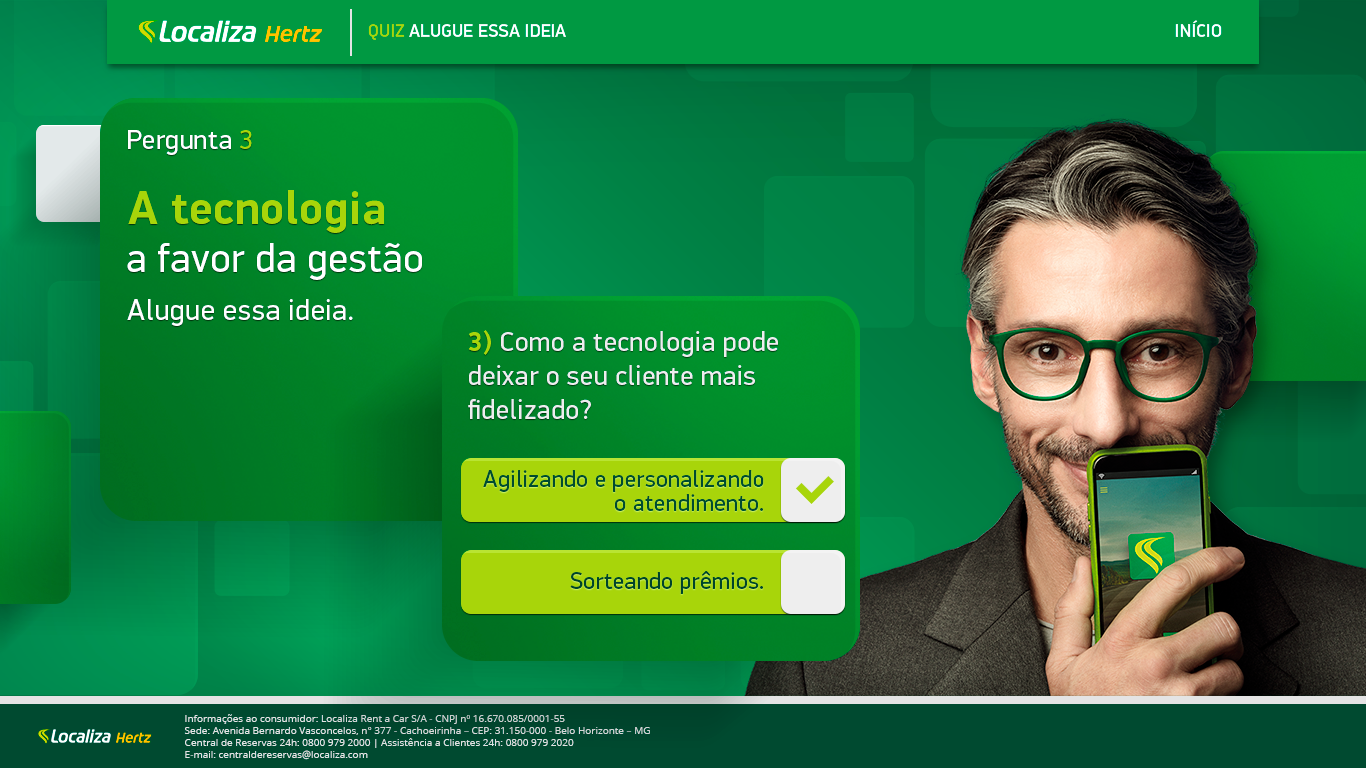 Localiza Hertz
QUIZ ALUGUE ESSA IDEIA
INÍCIO
Pergunta 3
A tecnologia
a favor da gestão
Alugue essa ideia.
3) Como a tecnologia pode
deixar o seu cliente mais
fidelizado?
Agilizando e personalizando
o atendimento.
Sorteando prêmios.
Localiza Hertz
Informações ao consumidor: Localiza Rent a Car S/A - CNPJ nº 16.670.085/0001-55
Sede: Avenida Bernardo Vasconcelos, n° 377 - Cachoeirinha – CEP: 31.150-000 - Belo Horizonte – MG
Central de Reservas 24h: 0800 979 2000 | Assistência a Clientes 24h: 0800 979 2020
E-mail: centraldereservas@localiza.com